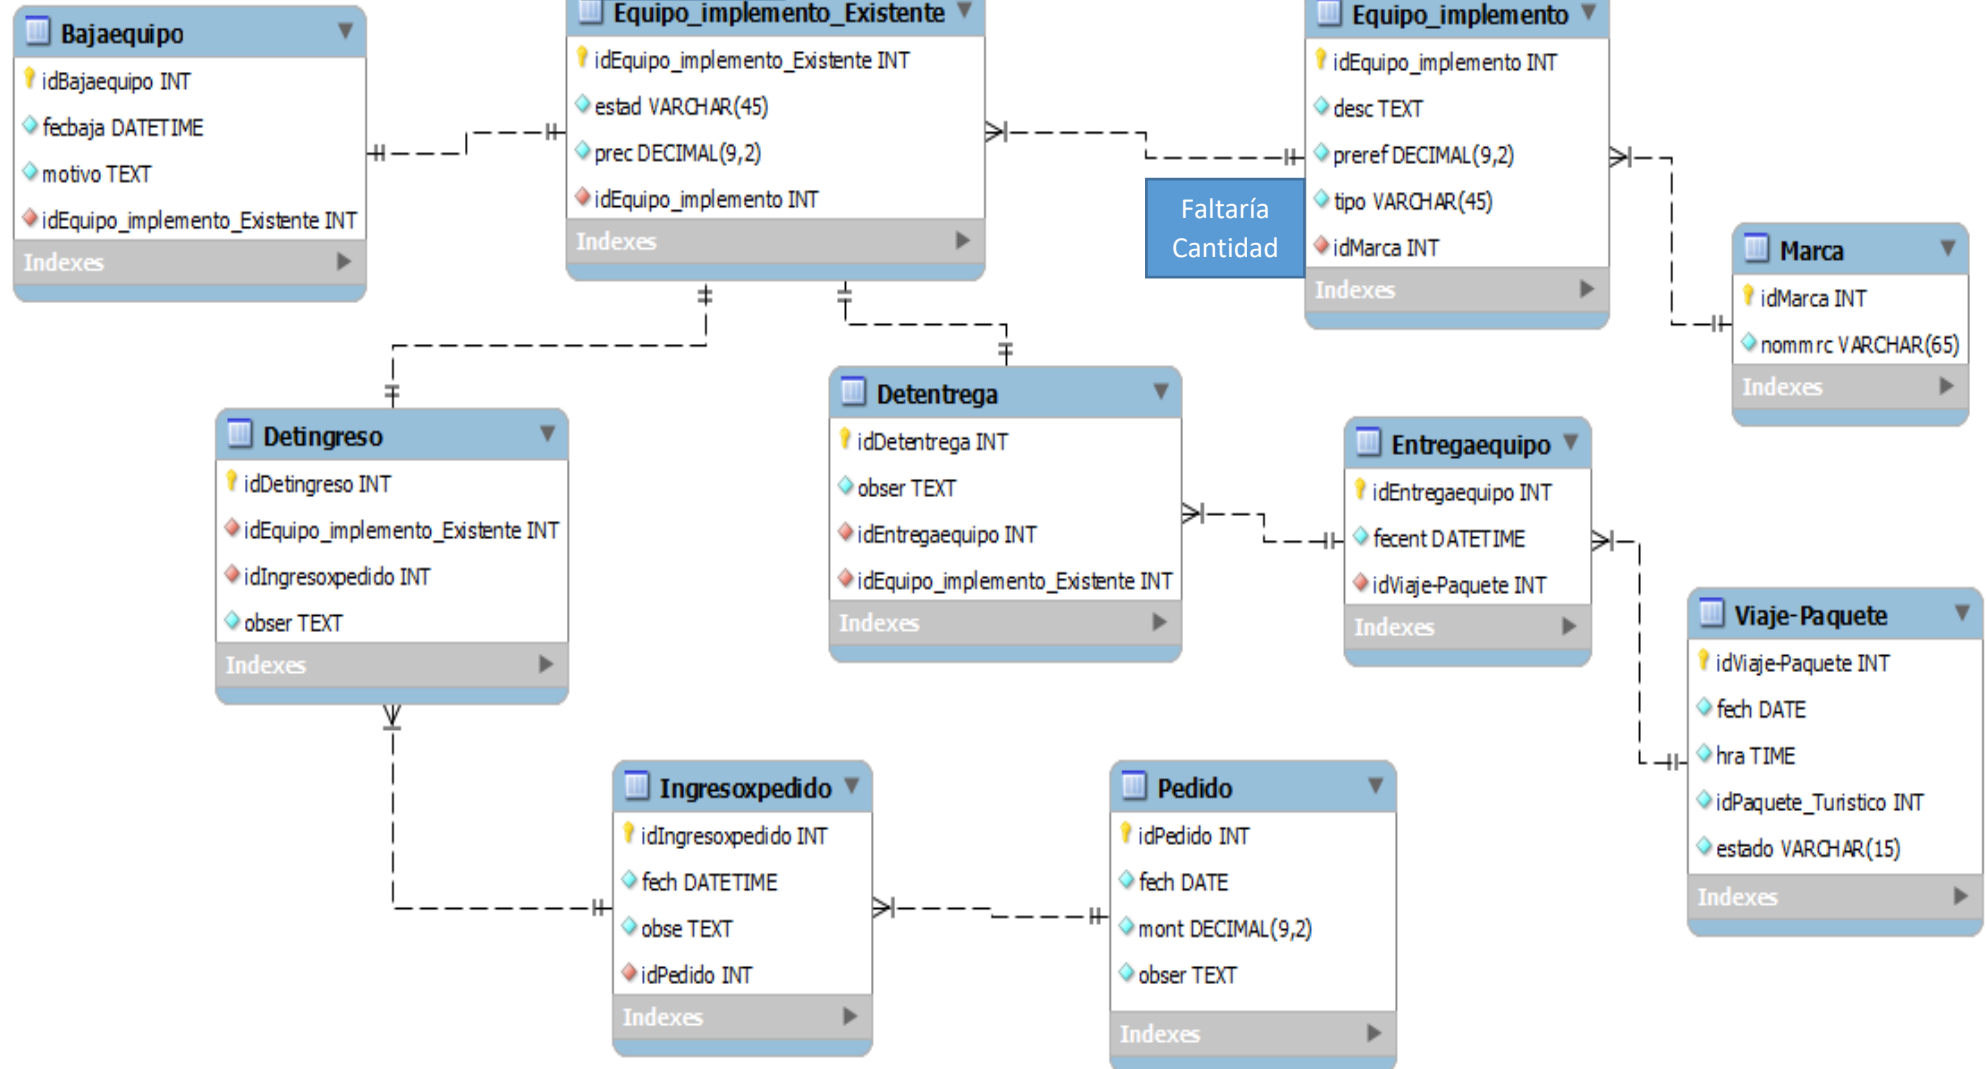 Bajaequipo
idBajaequipo INT
fecbaja DATETIME
motivo TEXT
idEquipo_implemento_Existente INT
Indexes
Equipo_implemento_Existente
idEquipo_implemento_Existente INT
estad VARCHAR(45)
prec DECIMAL(9,2)
idEquipo_implemento INT
Indexes
Equipo_implemento
idEquipo_implemento INT
desc TEXT
preref DECIMAL(9,2)
tipo VARCHAR(45)
idMarca INT
Indexes
Faltaría
Cantidad
Marca
idMarca INT
nommrc VARCHAR(65)
Indexes
Detingreso
idDetingreso INT
idEquipo_implemento_Existente INT
idIngresoxpedido INT
obser TEXT
Indexes
Detentrega
idDetentrega INT
obser TEXT
idEntregaequipo INT
idEquipo_implemento_Existente INT
Indexes
Entregaequipo
idEntregaequipo INT
fecent DATETIME
idViaje-Paquete INT
Indexes
Viaje-Paquete
idViaje-Paquete INT
fech DATE
hra TIME
idPaquete_Turistico INT
estado VARCHAR(15)
Indexes
Ingresoxpedido
idIngresoxpedido INT
fech DATETIME
obse TEXT
idPedido INT
Indexes
Pedido
idPedido INT
fech DATE
mont DECIMAL(9,2)
obser TEXT
Indexes